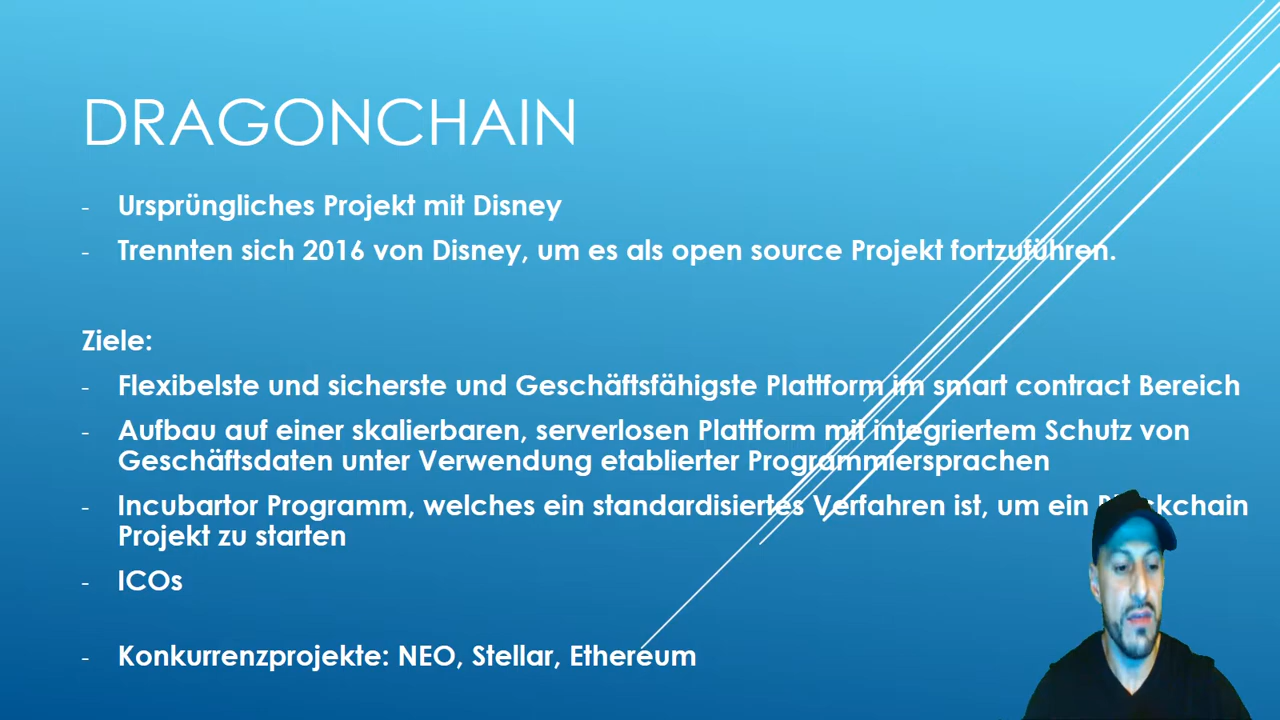 DRAGONCHAIN
- Ursprüngliches Projekt mit Disney
- Trennten sich 2016 von Disney, um es als open source Projekt fortzuführen.
Ziele:
- Flexibelste und sicherste und Geschäftsfähigste Plattform im smart contract Bereich
- Aufbau auf einer skalierbaren, serverlosen Plattform mit integriertem Schutz von
Geschäftsdaten unter Verwendung etablierter Programmiersprachen
- Incubartor Programm, welches ein standardisiertes Verfahren ist, um ein Blockchain
Projekt zu starten
- ICOs
- Konkurrenzprojekte: NEO, Stellar, Ethereum